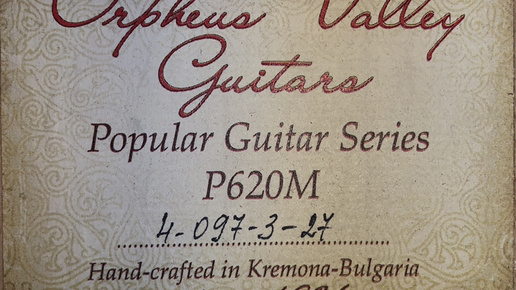 Orpheus Valley
Guitars
Popular Guitar Series
P620M
4-097-3-27
Hand-crafted in Kremona-Bulgaria